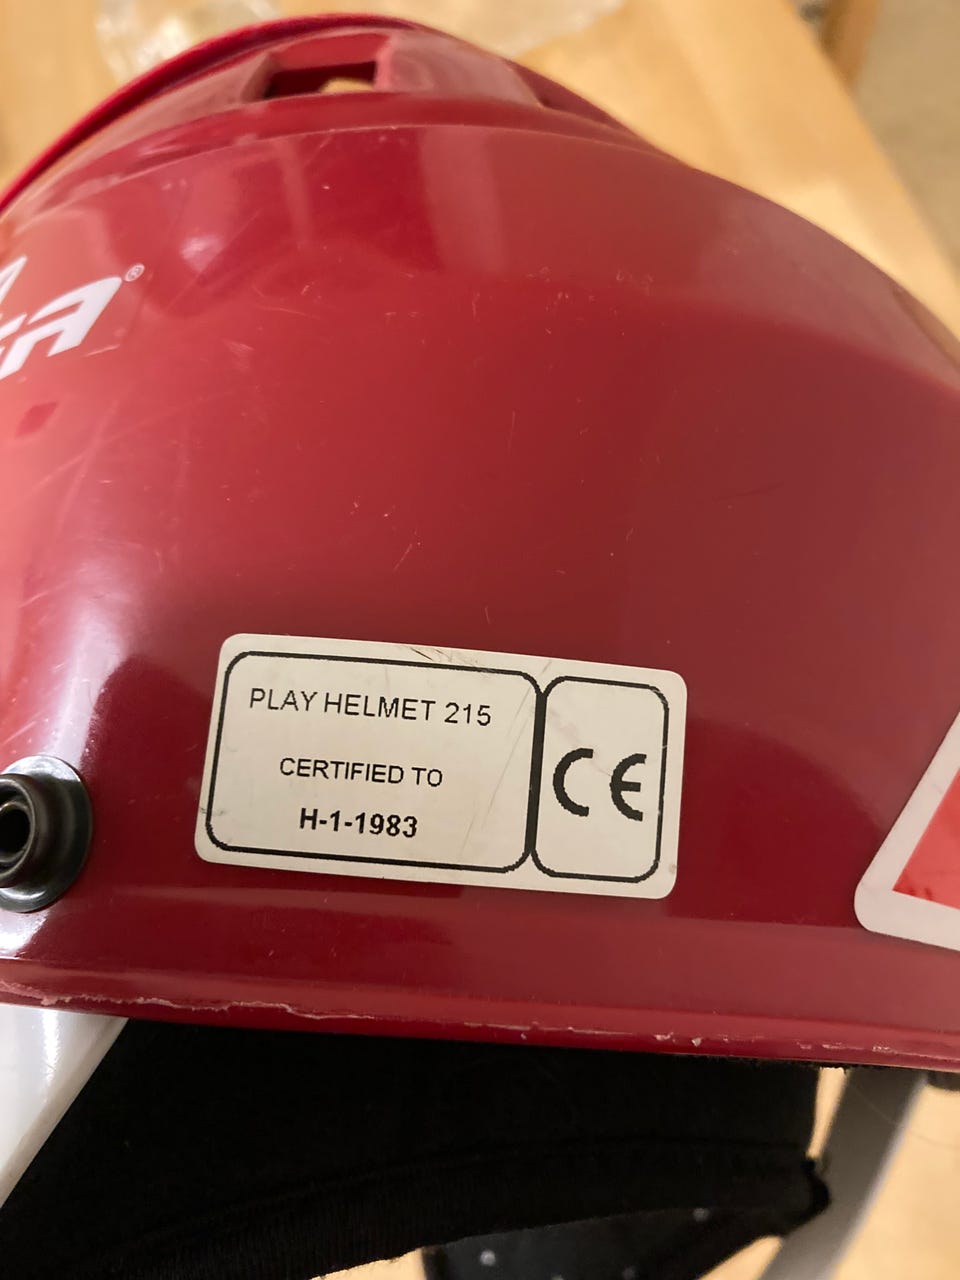 PLAY HELMET 215
CERTIFIED TO
H-1-1983
CE